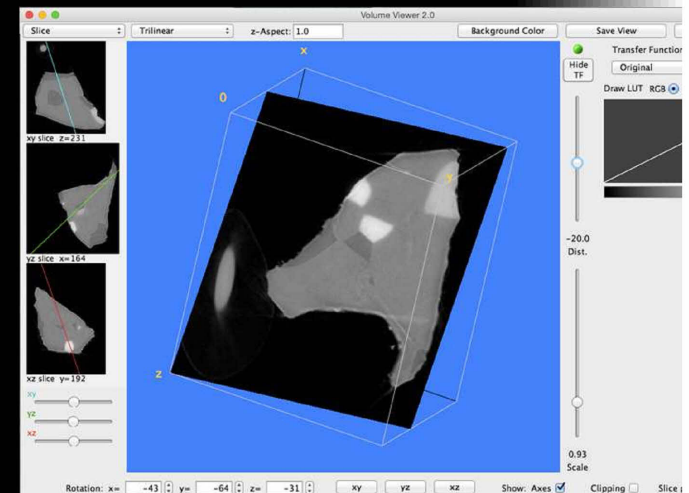 Volume Viewer 2.0
Slice Trilinear z-Aspect: 1.0 Background Color Save View
Hide TF
Transfer Function
Original
Draw LUT RGB
x
0
y
z
xy slice z=231
yz slice x=164
xz slice y=192
-20.0
Dist.
xy
yz
xz
0.93
Scale
Rotation: x= -43 y= -64 z= -31 xy yz xz Show: Axes Clipping Slice